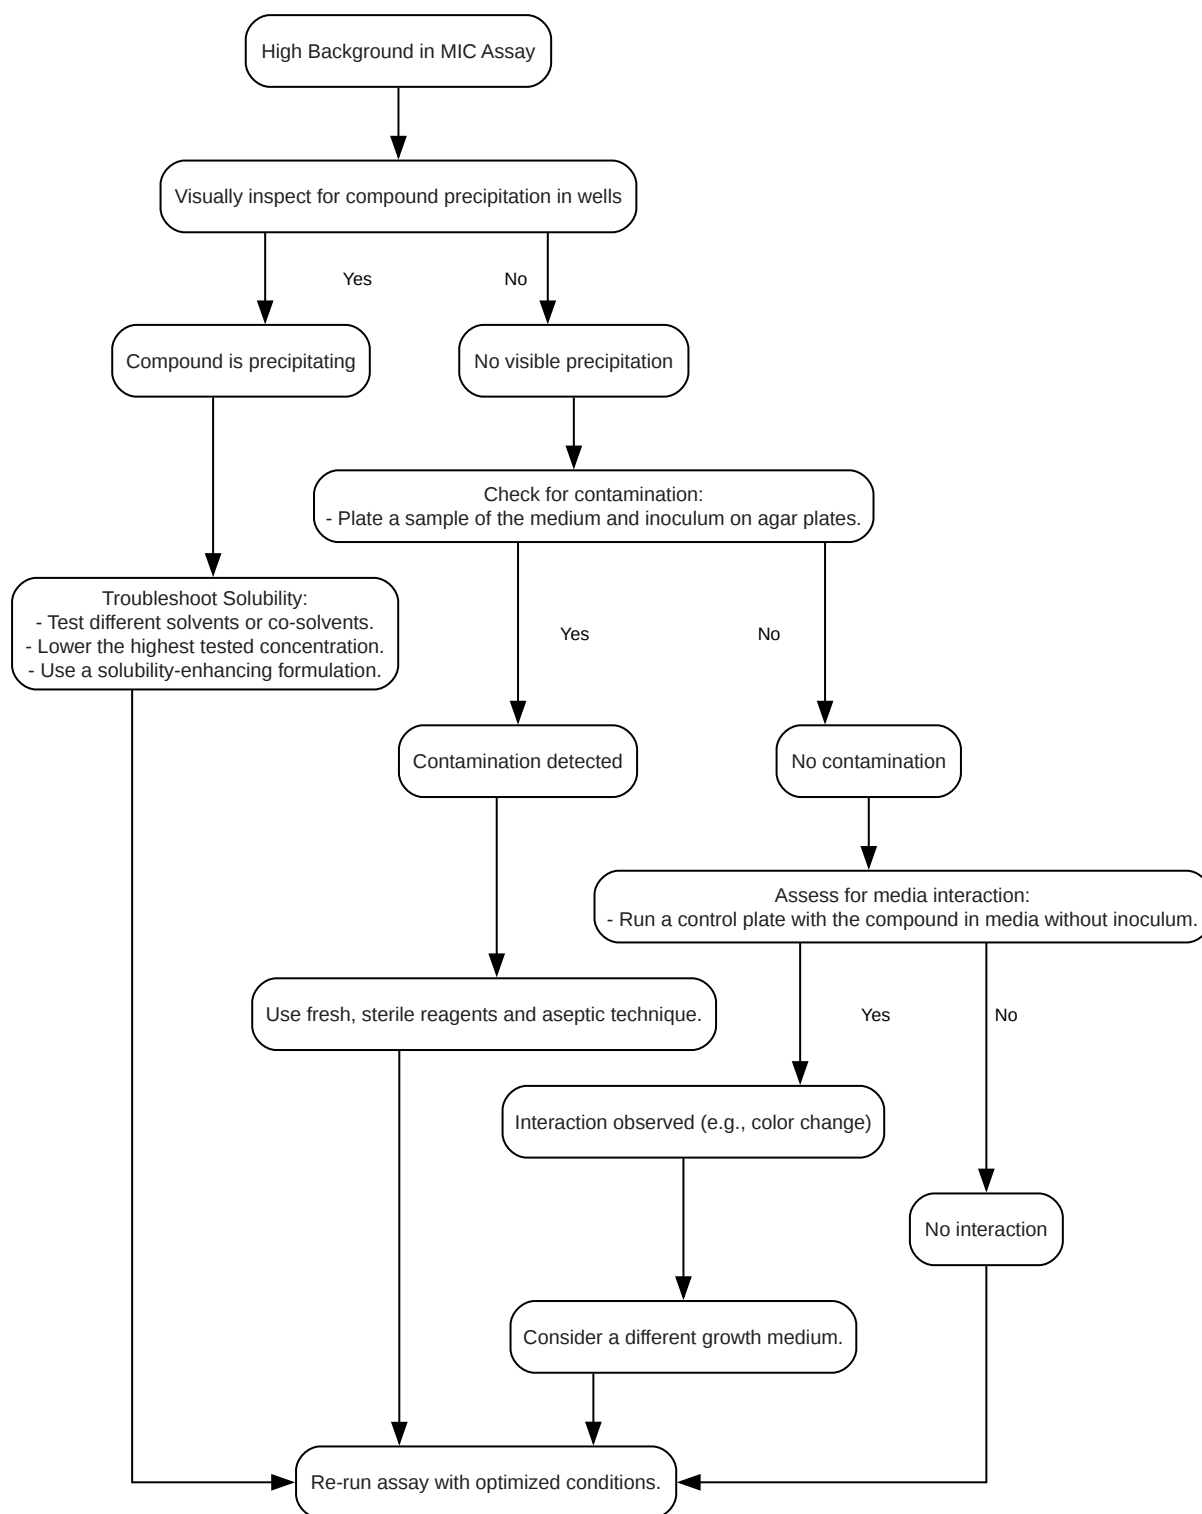 High Background in MIC Assay
Visually inspect for compound precipitation in wells
Yes
No
Compound is precipitating
No visible precipitation
Check for contamination:
- Plate a sample of the medium and inoculum on agar plates.
Troubleshoot Solubility:
- Test different solvents or co-solvents.
- Lower the highest tested concentration.
- Use a solubility-enhancing formulation.
Yes
No
Contamination detected
No contamination
Assess for media interaction:
- Run a control plate with the compound in media without inoculum.
Use fresh, sterile reagents and aseptic technique.
Yes
No
Interaction observed (e.g., color change)
No interaction
Consider a different growth medium.
Re-run assay with optimized conditions.